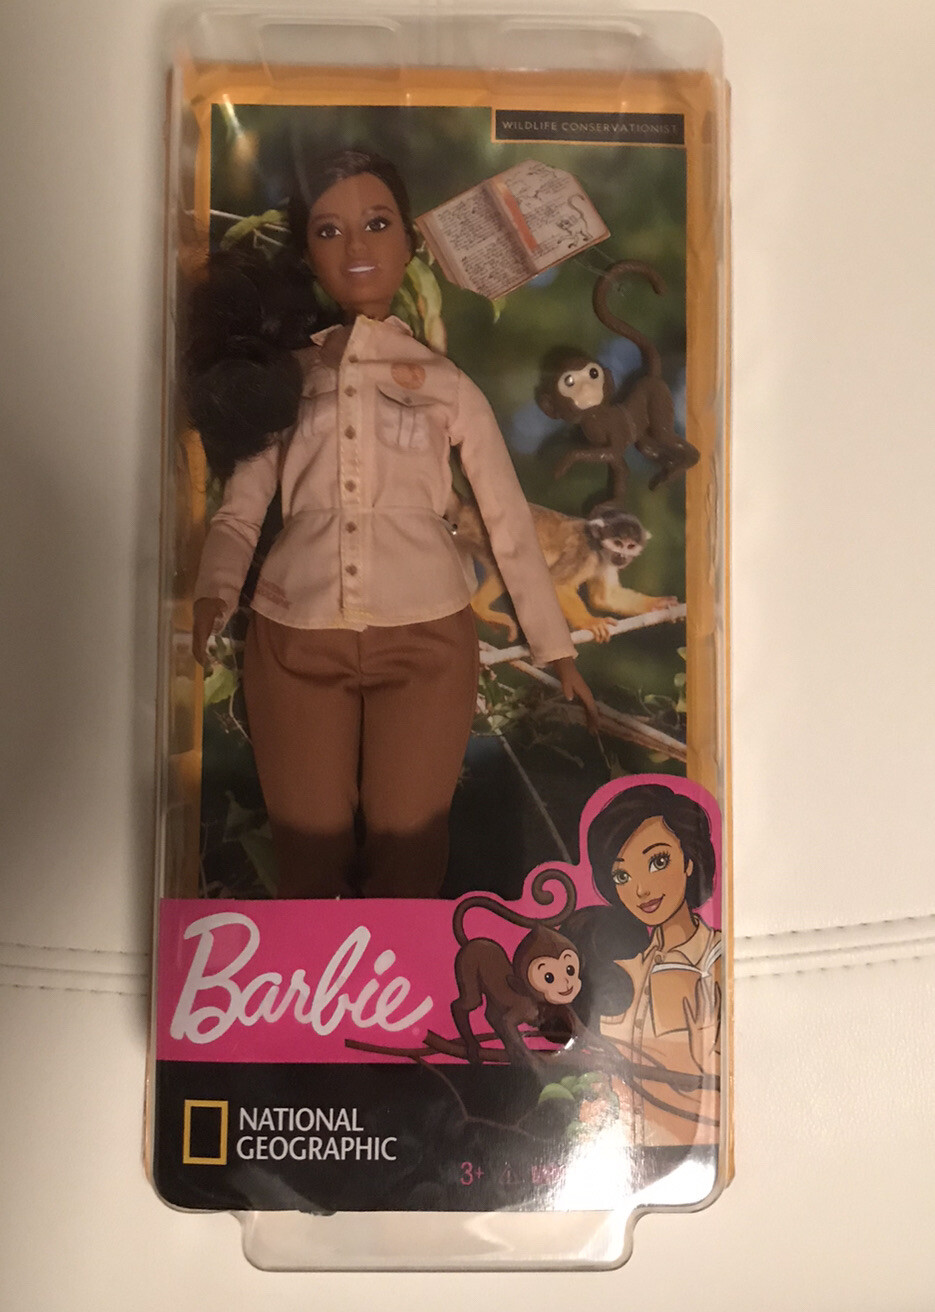 WILDLIFE CONSERVATIONIST
Barbie
NATIONAL
GEOGRAPHIC
3+